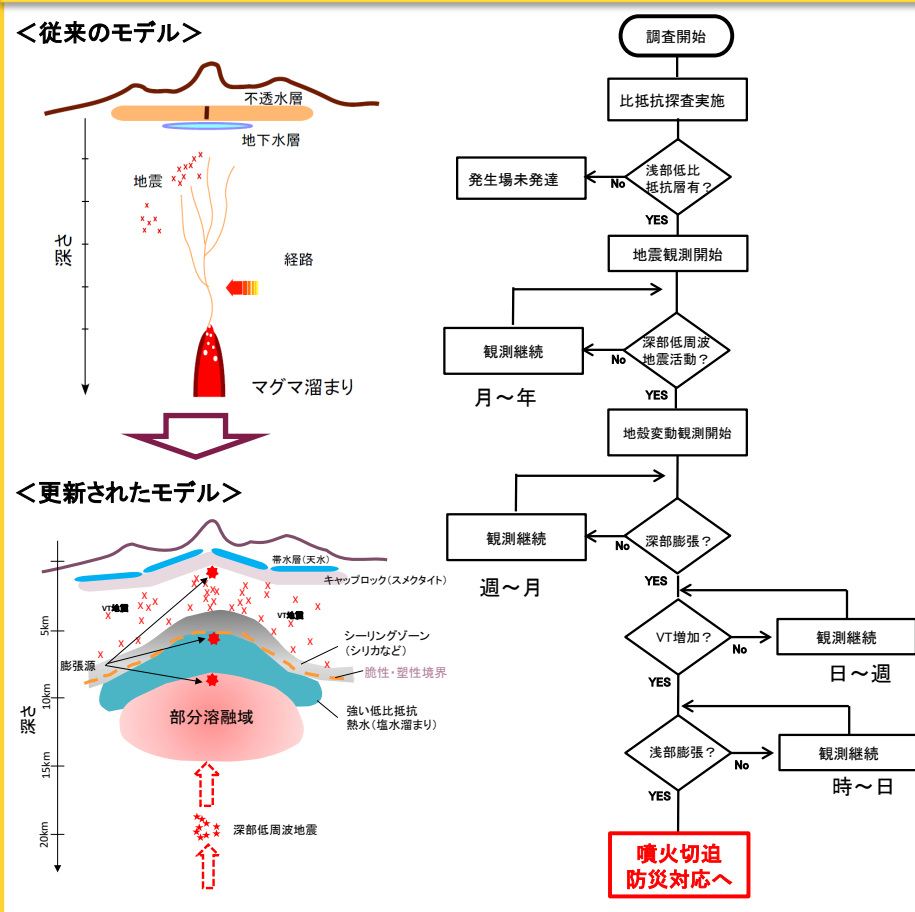 ＜従来のモデル＞
不透水層
地下水層
地震
深さ
経路
マグマ溜まり
＜更新されたモデル＞
帯水層(天水)
キャップロック(スメクタイト)
VT地震
VT地震
5km
シーリングゾーン
(シリカなど)
膨張源
脆性・塑性境界
10km
深さ
部分溶融域
強い低比抵抗
熱水(塩水溜まり)
15km
20km
深部低周波地震
調査開始
比抵抗探査実施
浅部低比
抵抗層有？
No
発生場未発達
YES
地震観測開始
深部低周波
地震活動？
No
観測継続
月～年
YES
地殻変動観測開始
深部膨張？
No
観測継続
週～月
YES
VT増加？
No
観測継続
日～週
YES
浅部膨張？
No
観測継続
時～日
YES
噴火切迫
防災対応へ